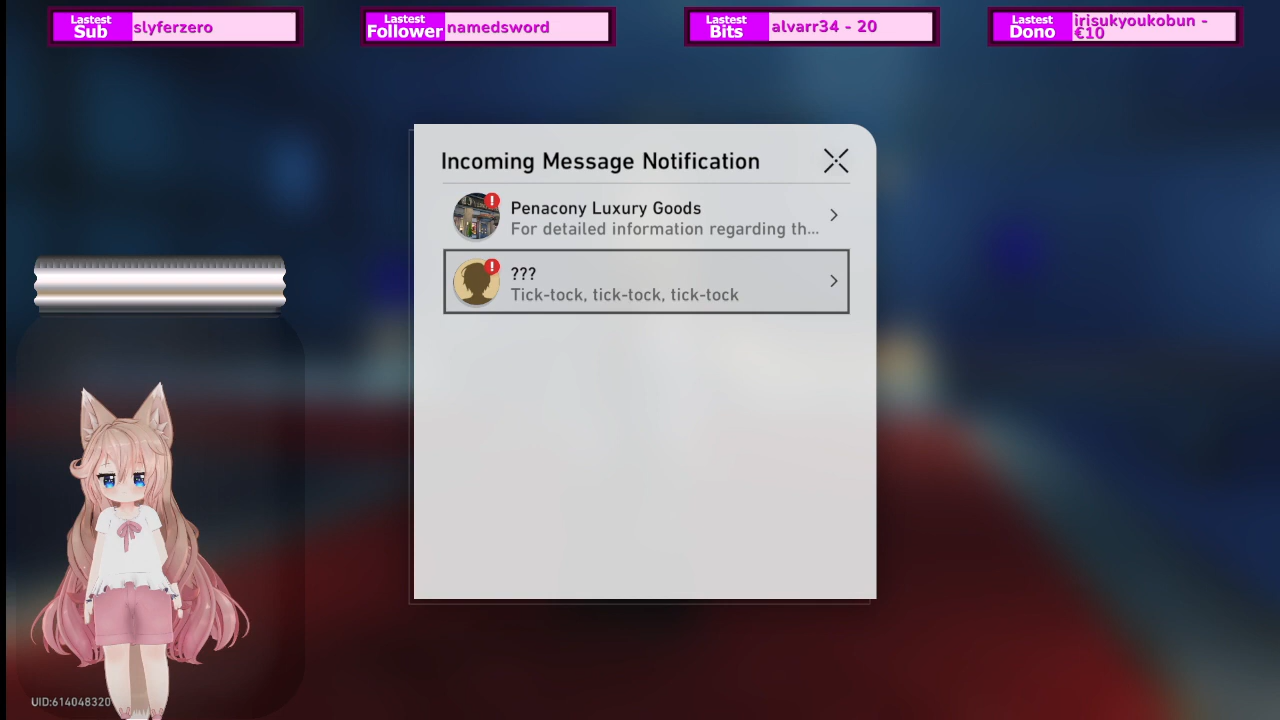 Lastest
Sub
slyferzero
Lastest
Follower
namedsword
Lastest
Bits
alvarr34 - 20
Lastest
Dono
irisukyoukobun -
€10
Incoming Message Notification
Penacony Luxury Goods
For detailed information regarding th...
???
Tick-tock, tick-tock, tick-tock
UID:614048320